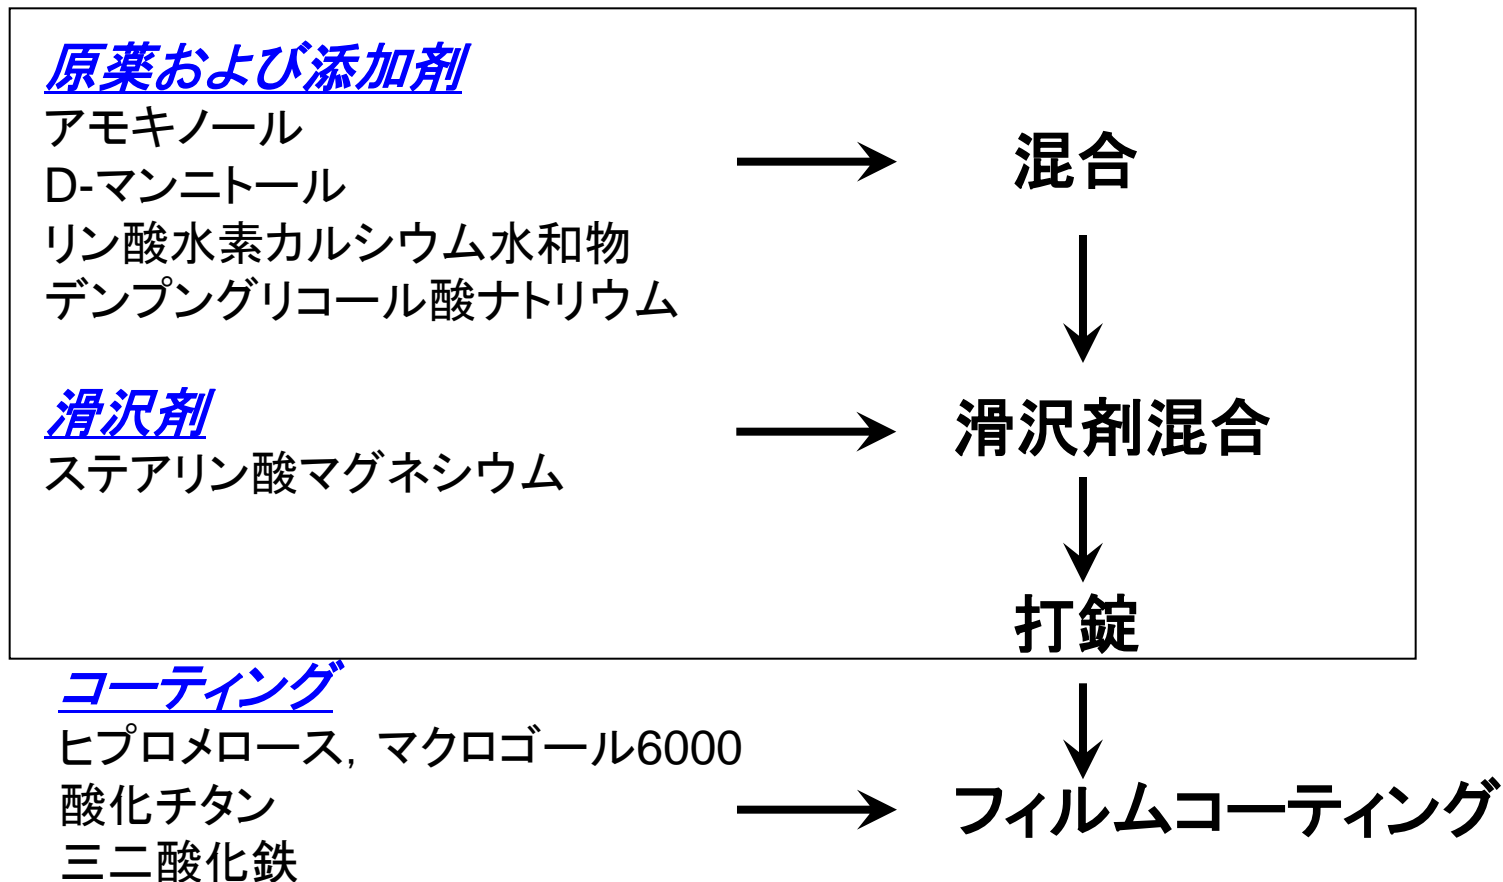 原薬および添加剤
アモキノール
D-マンニトール
リン酸水素カルシウム水和物
デンプングリコール酸ナトリウム
混合
滑沢剤
ステアリン酸マグネシウム
滑沢剤混合
打錠
コーティング
ヒプロメロース, マクロゴール6000
酸化チタン
三二酸化鉄
フィルムコーティング